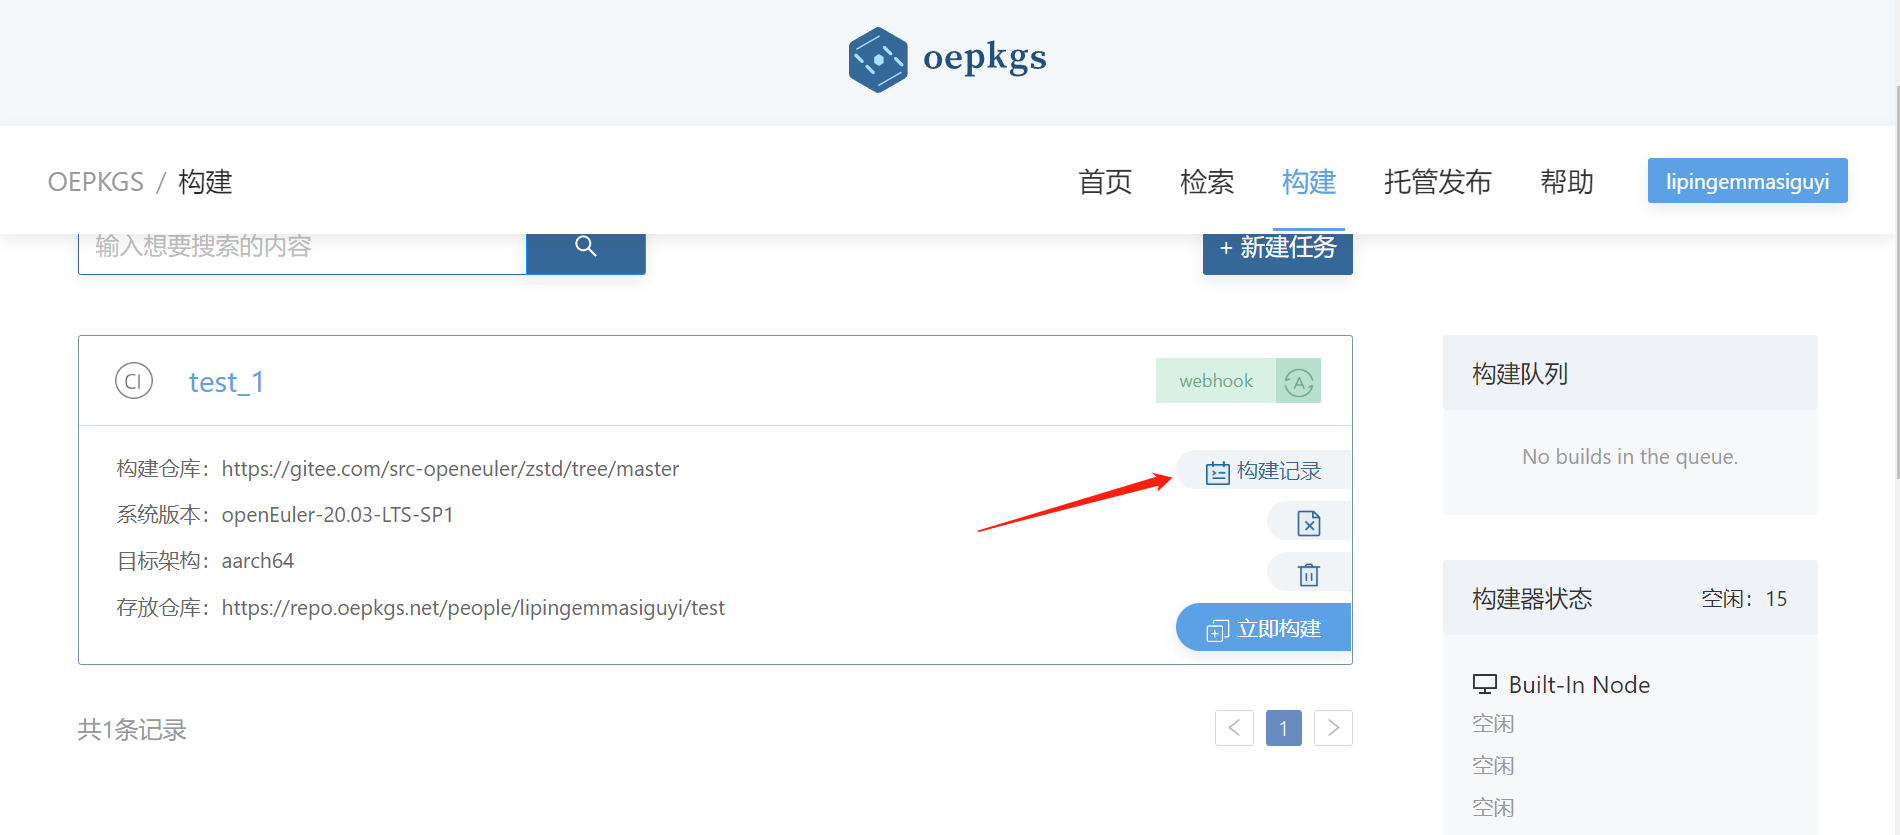 oepkgs
OEPKGS / 构建
首页 检索 构建 托管发布 帮助 lipingemmasiguyi
输入想要搜索的内容
+ 新建任务
CI test_1
webhook A
构建仓库：https://gitee.com/src-openeuler/zstd/tree/master
构建记录
系统版本：openEuler-20.03-LTS-SP1
目标架构：aarch64
存放仓库：https://repo.oepkgs.net/people/lipingemmasiguyi/test
立即构建
共1条记录
< 1 >
构建队列
No builds in the queue.
构建器状态 空闲：15
Built-In Node
空闲
空闲
空闲